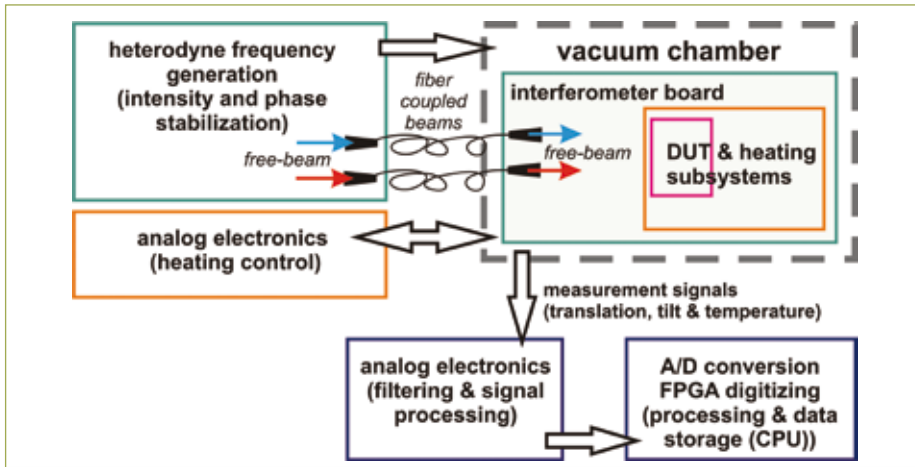 heterodyne frequency
generation
(intensity and phase
stabilization)
free-beam
fiber
coupled
beams
vacuum chamber
interferometer board
free-beam
DUT & heating
subsystems
analog electronics
(heating control)
measurement signals
(translation, tilt & temperature)
analog electronics
(filtering & signal
processing)
A/D conversion
FPGA digitizing
(processing & data
storage (CPU))